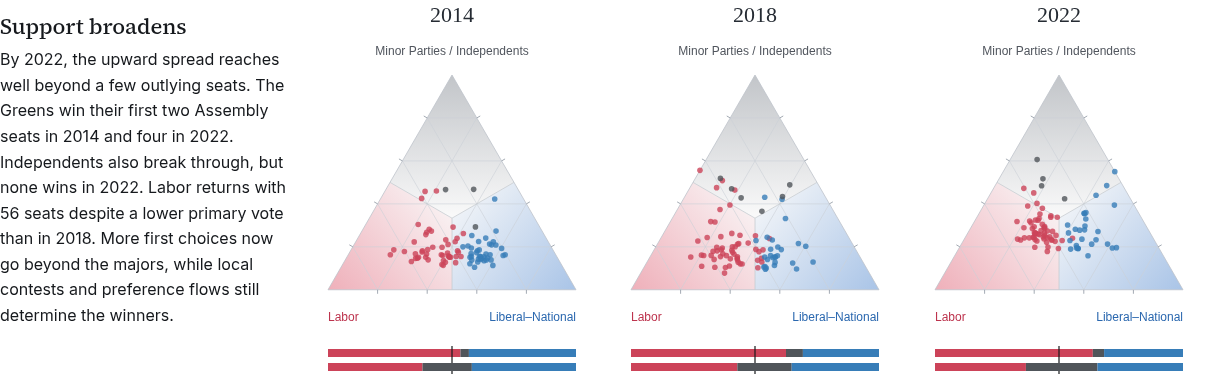 Support broadens
By 2022, the upward spread reaches
well beyond a few outlying seats. The
Greens win their first two Assembly
seats in 2014 and four in 2022.
Independents also break through, but
none wins in 2022. Labor returns with
56 seats despite a lower primary vote
than in 2018. More first choices now
go beyond the majors, while local
contests and preference flows still
determine the winners.
2014
Minor Parties / Independents
Labor
Liberal–National
2018
Minor Parties / Independents
Labor
Liberal–National
2022
Minor Parties / Independents
Labor
Liberal–National